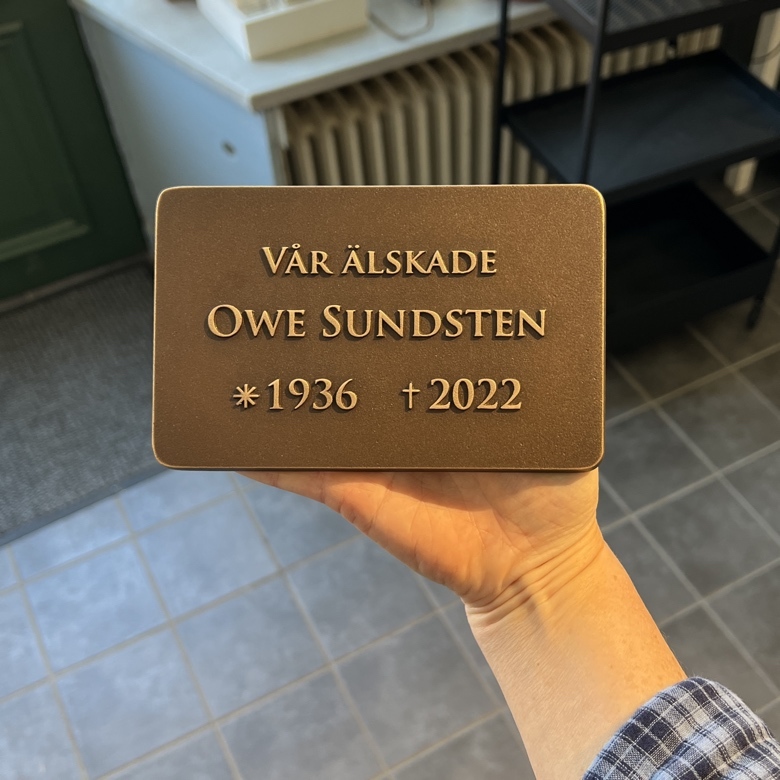 VÅR ÄLSKADE
OWE SUNDSTEN
*1936 †2022